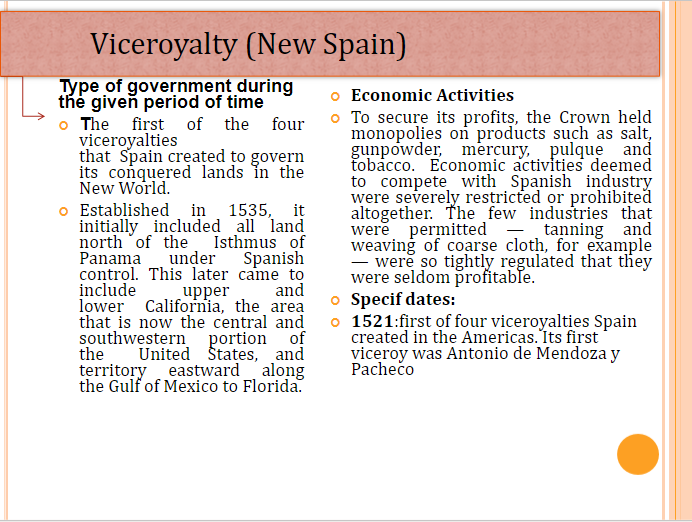 Viceroyalty (New Spain)
Type of government during
the given period of time
The first of the four
viceroyalties
that Spain created to govern
its conquered lands in the
New World.
Established in 1535, it
initially included all land
north of the Isthmus of
Panama under Spanish
control. This later came to
include upper and
lower California, the area
that is now the central and
southwestern portion of
the United States, and
territory eastward along
the Gulf of Mexico to Florida.
Economic Activities
To secure its profits, the Crown held
monopolies on products such as salt,
gunpowder, mercury, pulque and
tobacco. Economic activities deemed
to compete with Spanish industry
were severely restricted or prohibited
altogether. The few industries that
were permitted — tanning and
weaving of coarse cloth, for example
— were so tightly regulated that they
were seldom profitable.
Specif dates:
1521:first of four viceroyalties Spain
created in the Americas. Its first
viceroy was Antonio de Mendoza y
Pacheco